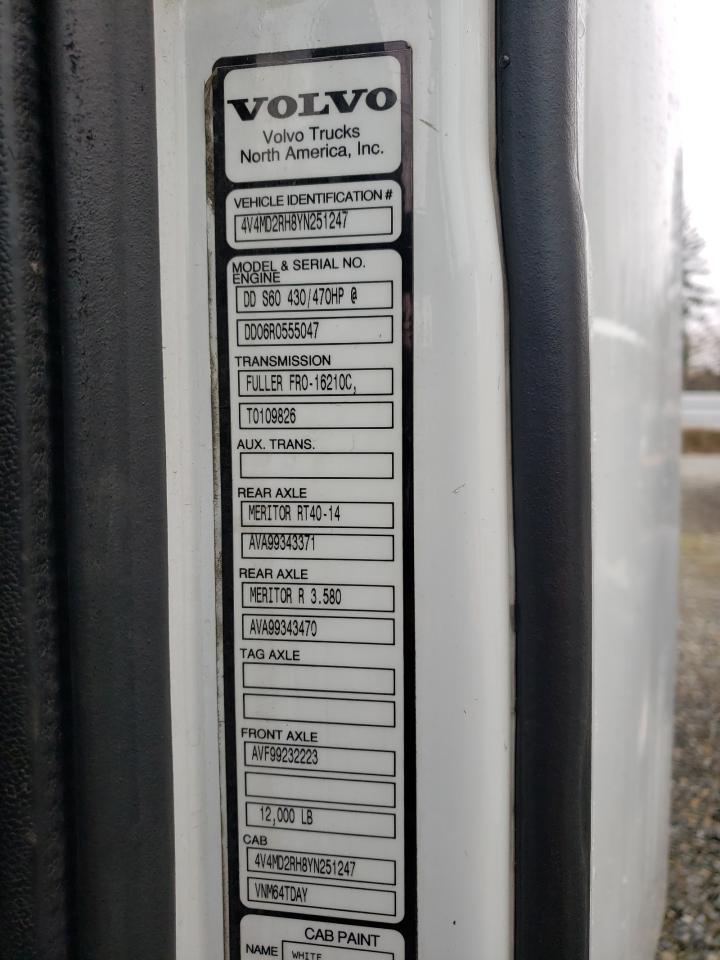 VOLVO
Volvo Trucks
North America, Inc.
VEHICLE IDENTIFICATION #
4V4MD2RH8YN251247
MODEL & SERIAL NO.
ENGINE
DD S60 430/470HP @
DD06R0555047
TRANSMISSION
FULLER FRO-16210C,
T0109826
AUX. TRANS.
REAR AXLE
MERITOR RT40-14
AVA99343371
REAR AXLE
MERITOR R 3.580
AVA99343470
TAG AXLE
FRONT AXLE
AVF99232223
12,000 LB
CAB
4V4MD2RH8YN251247
VNM64TDAY
CAB PAINT
NAME WHITE